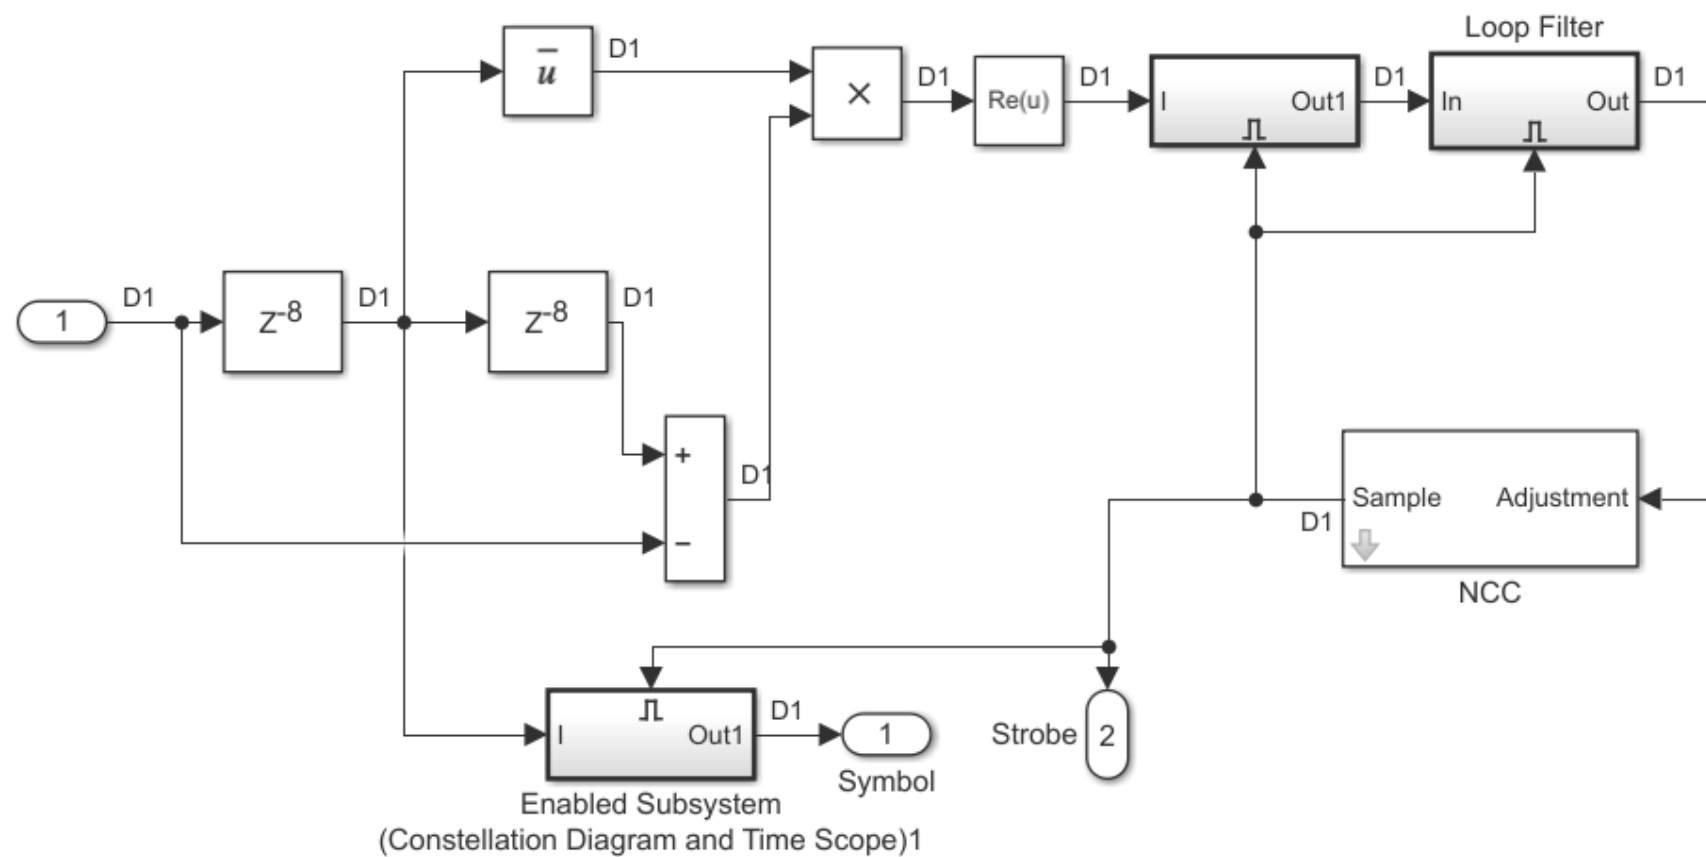 Loop Filter
u
D1
×
D1
Re(u)
D1
I
Out1
D1
In
Out
D1
1
D1
Z-8
D1
Z-8
D1
+
−
D1
Sample
Adjustment
D1
NCC
I
Out1
D1
1
Symbol
Strobe
2
Enabled Subsystem
(Constellation Diagram and Time Scope)1